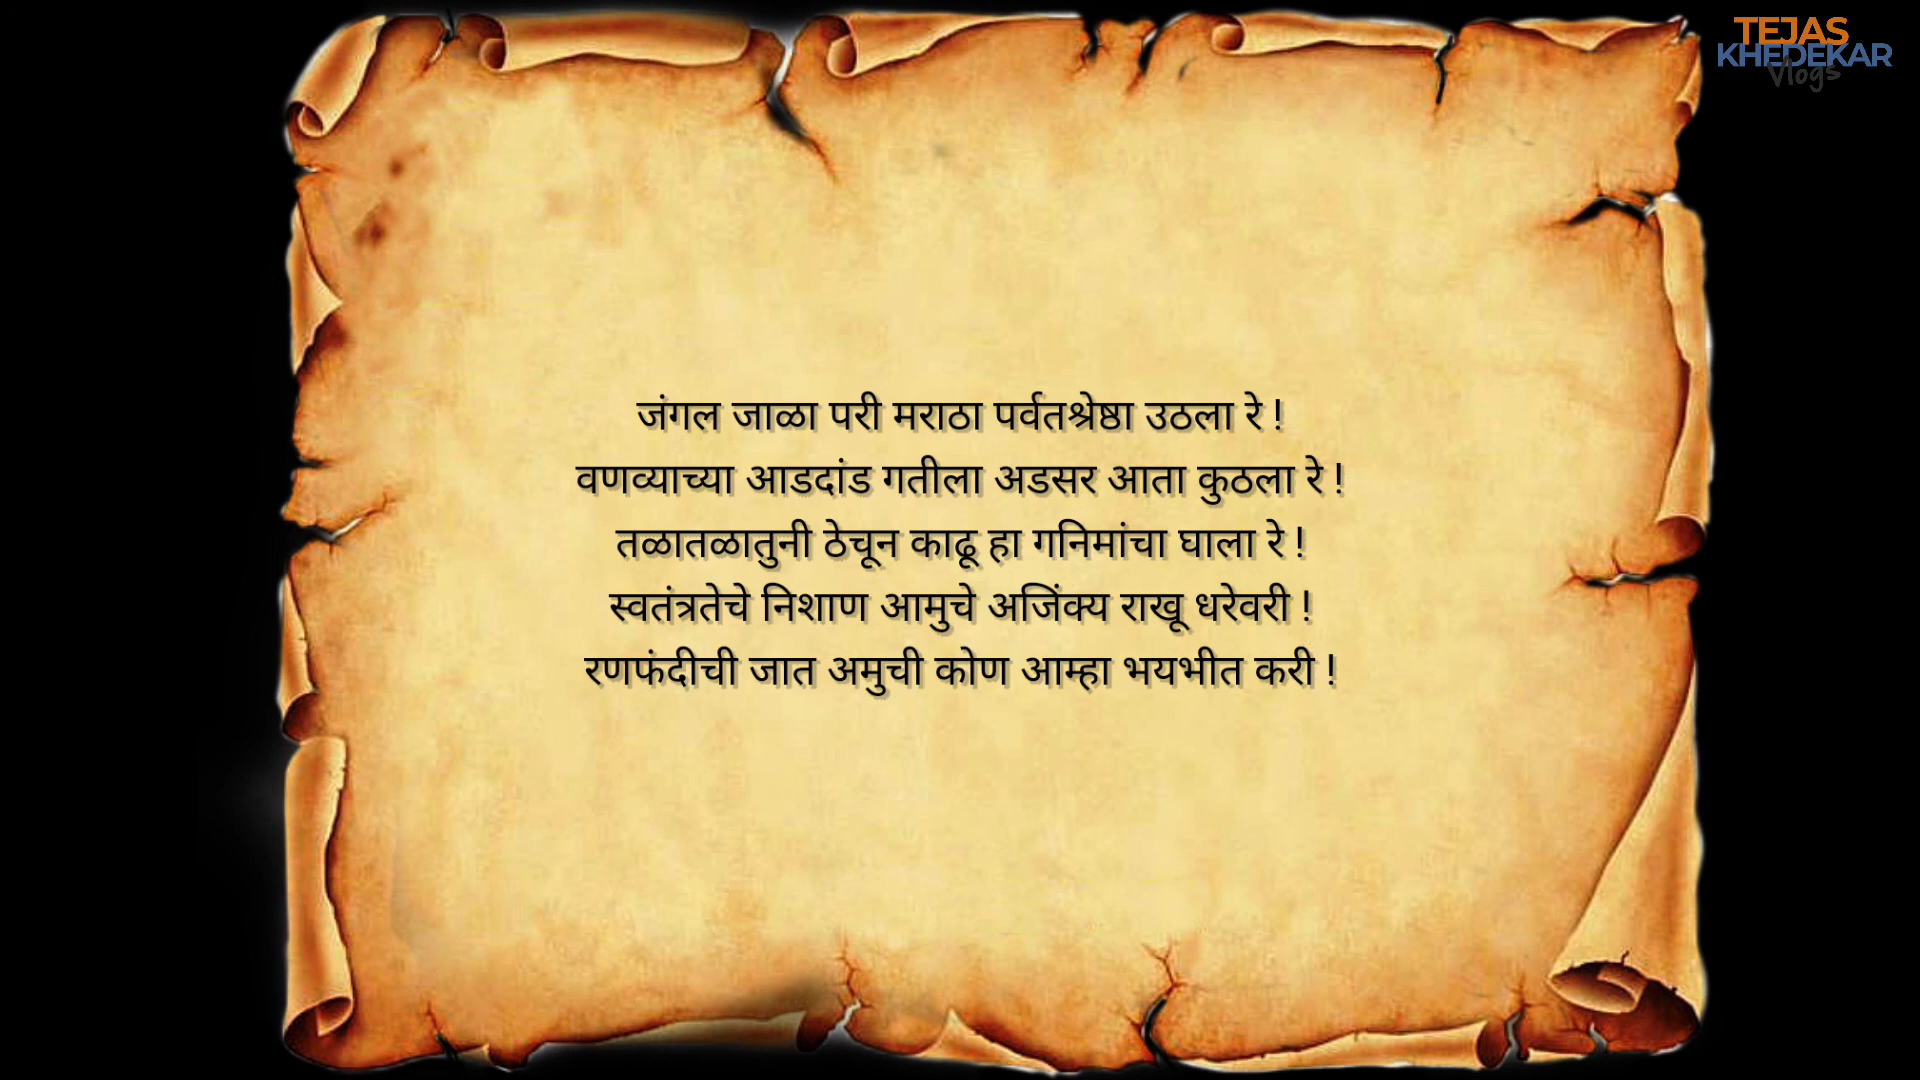 TEJAS
KHEDEKAR
Vlogs
जंगल जाळा परी मराठा पर्वतश्रेष्ठा उठला रे !
वणव्याच्या आडदांड गतीला अडसर आता कुठला रे !
तळातळातुनी ठेचून काढू हा गनिमांचा घाला रे !
स्वतंत्रतेचे निशाण आमुचे अजिंक्य राखू धरेवरी !
रणफंदीची जात अमुची कोण आम्हा भयभीत करी !